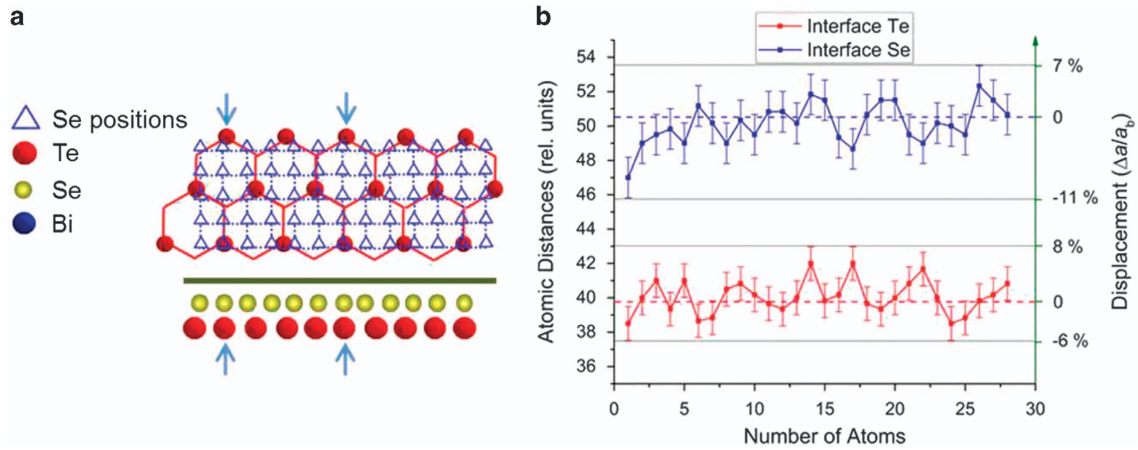 a
Se positions
Te
Se
Bi
b
Interface Te
Interface Se
Atomic Distances (rel. units)
54
52
50
48
46
43
42
40
38
36
0
5
10
15
20
25
30
Number of Atoms
7 %
0
-11 %
8 %
0
-6 %
Displacement (Δa/a_b)